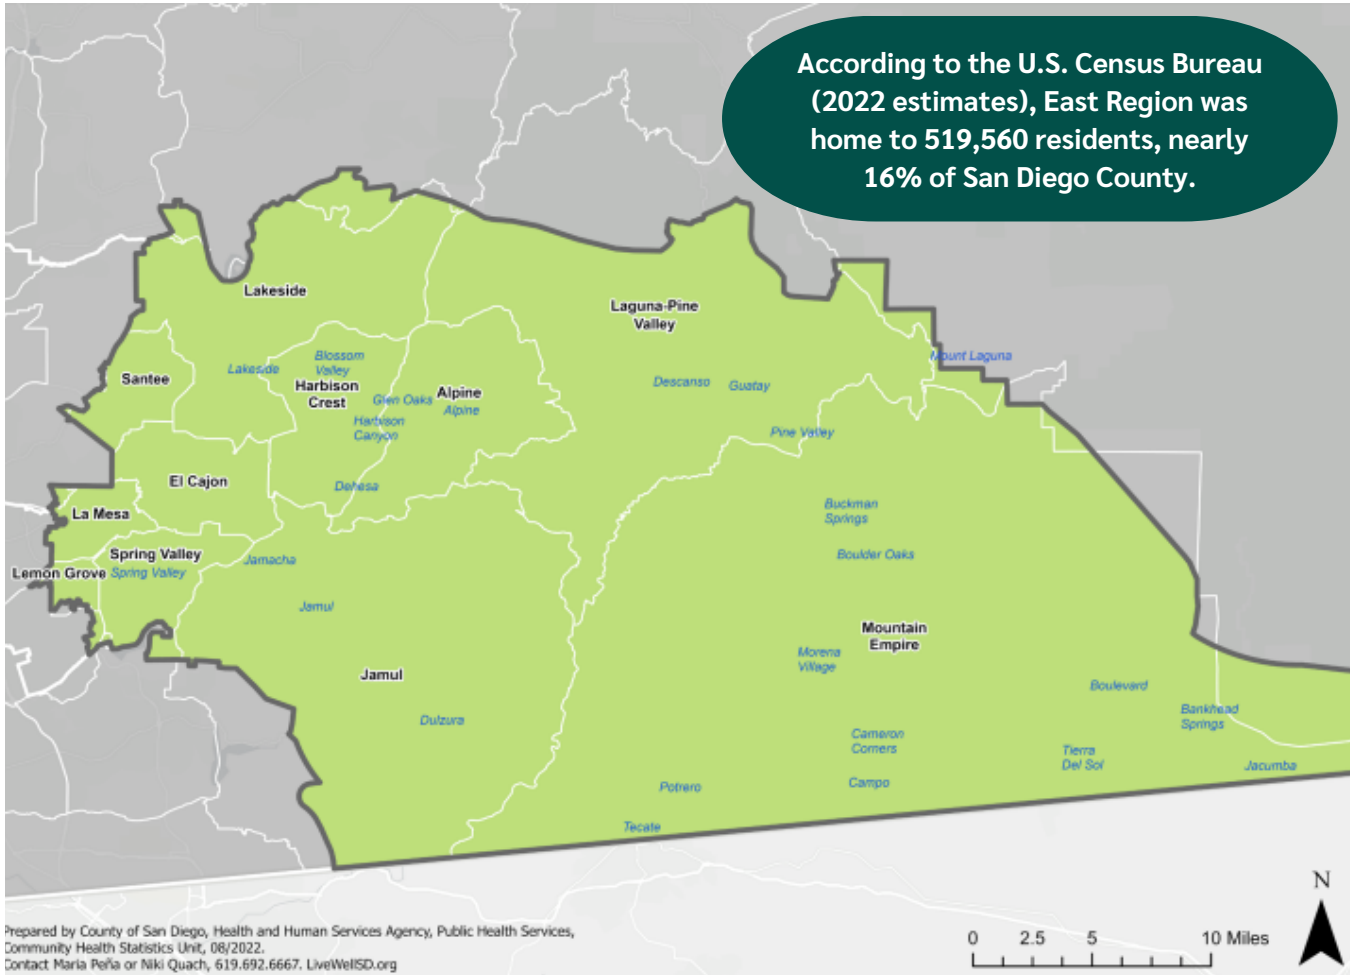 According to the U.S. Census Bureau
(2022 estimates), East Region was
home to 519,560 residents, nearly
16% of San Diego County.
Lakeside
Laguna-Pine
Valley
Santee
Lakeside
Blossom
Valley
Harbison
Crest
Glen Oaks
Alpine
Alpine
Harbison
Canyon
Descanso
Guatay
Mount Laguna
Pine Valley
El Cajon
Dehesa
La Mesa
Buckman
Springs
Spring Valley
Spring Valley
Lemon Grove
Jamacha
Boulder Oaks
Jamul
Mountain
Empire
Morena
Village
Jamul
Boulevard
Dulzura
Bankhead
Springs
Cameron
Corners
Tierra
Del Sol
Jacumba
Potrero
Campo
Tecate
N
0 2.5 5 10 Miles
Prepared by County of San Diego, Health and Human Services Agency, Public Health Services,
Community Health Statistics Unit, 08/2022.
Contact Maria Peña or Niki Quach, 619.692.6667. LiveWellSD.org